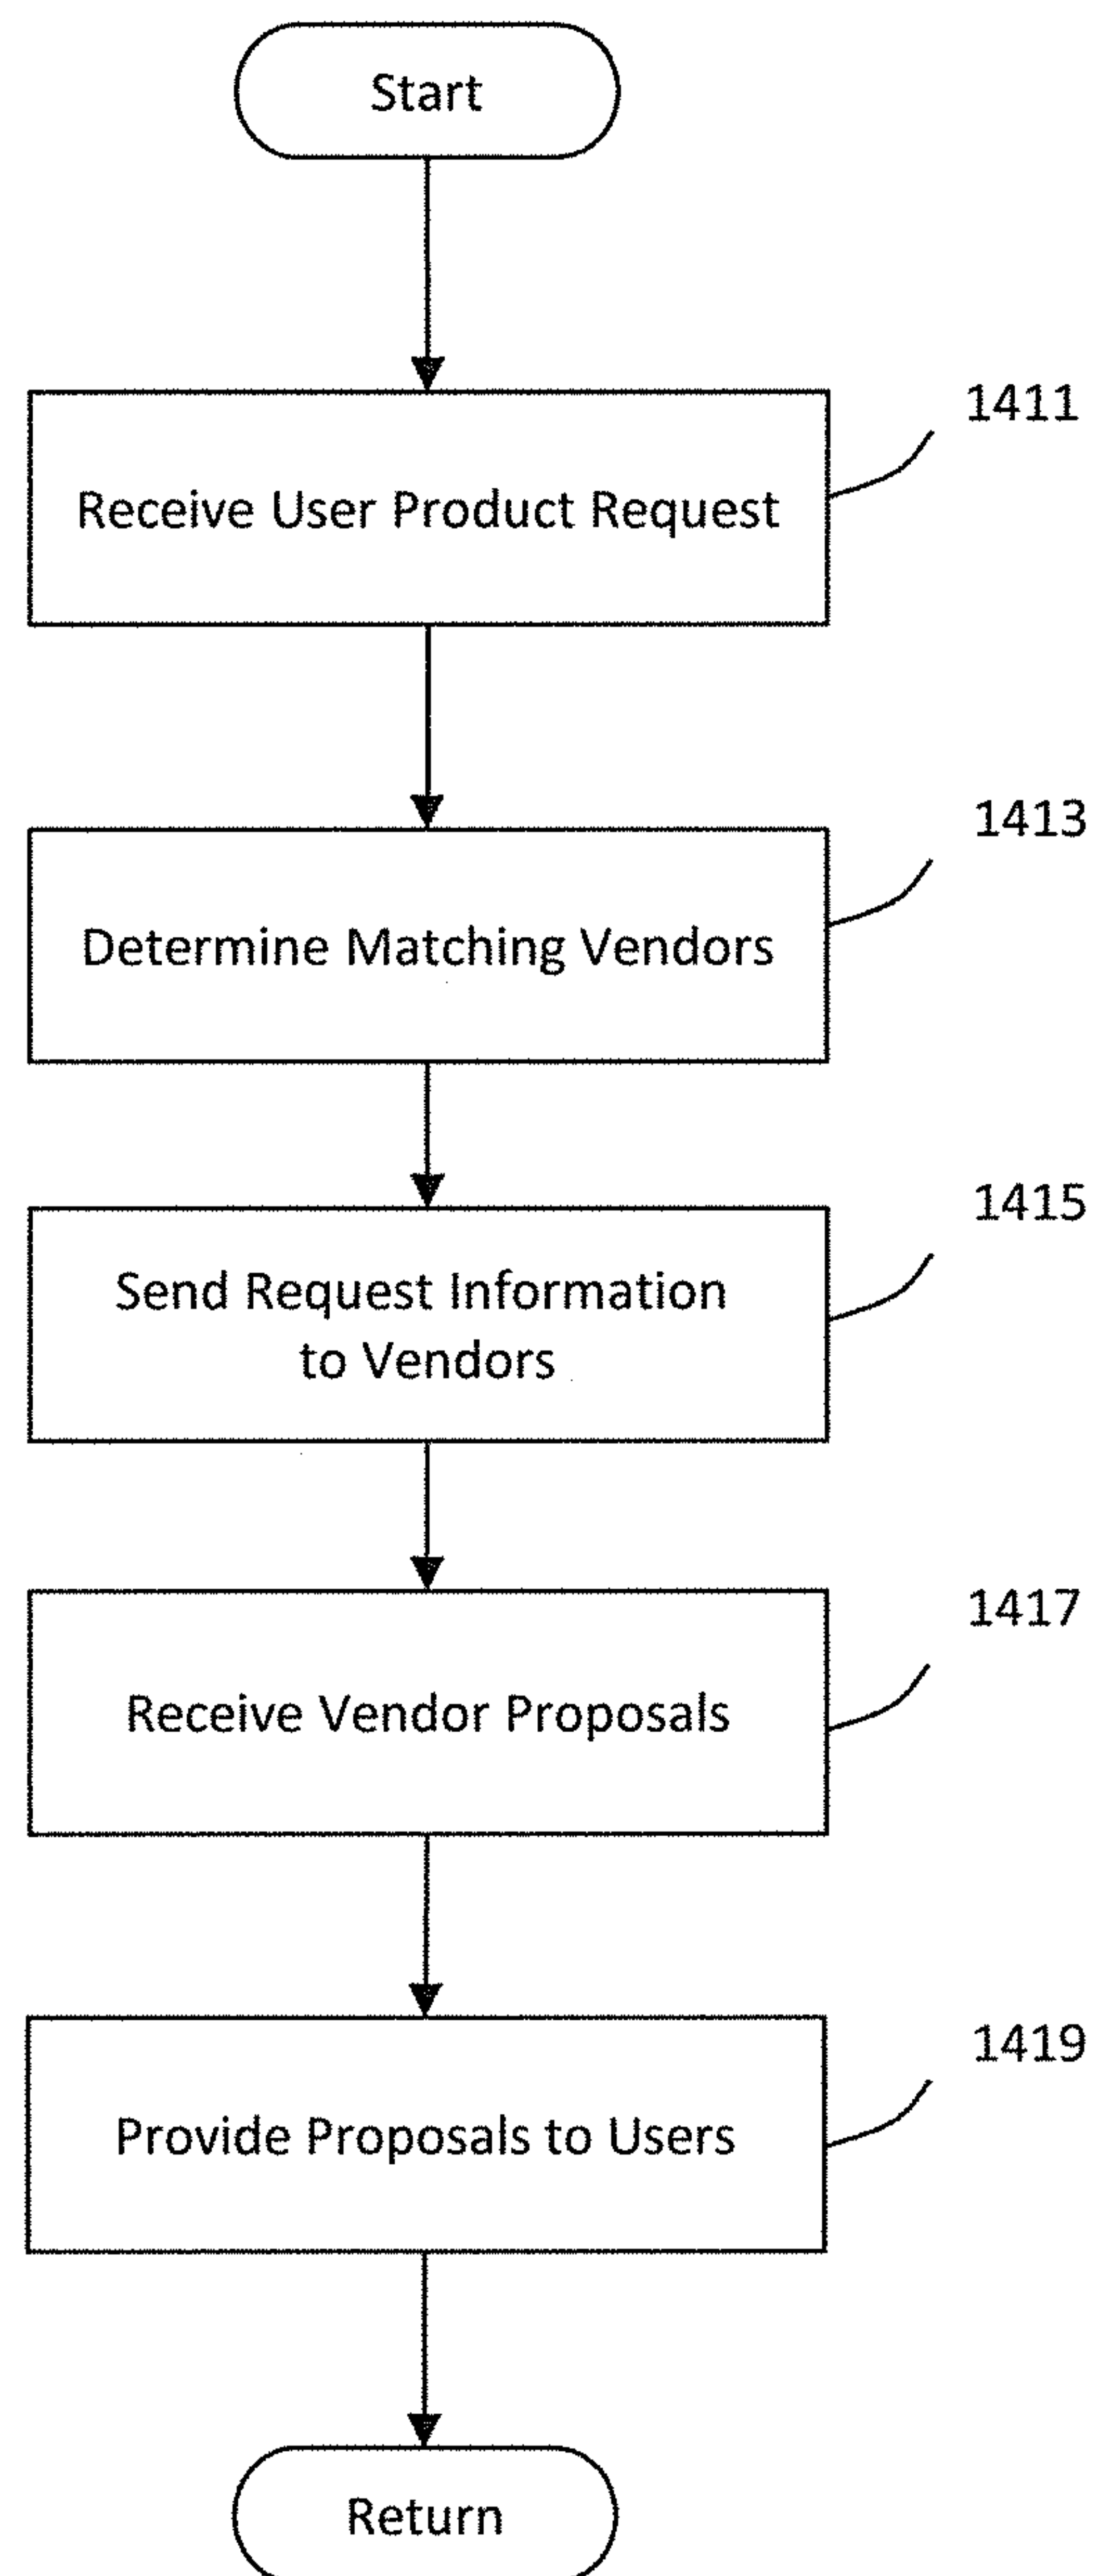 Start
1411
Receive User Product Request
1413
Determine Matching Vendors
1415
Send Request Information
to Vendors
1417
Receive Vendor Proposals
1419
Provide Proposals to Users
Return